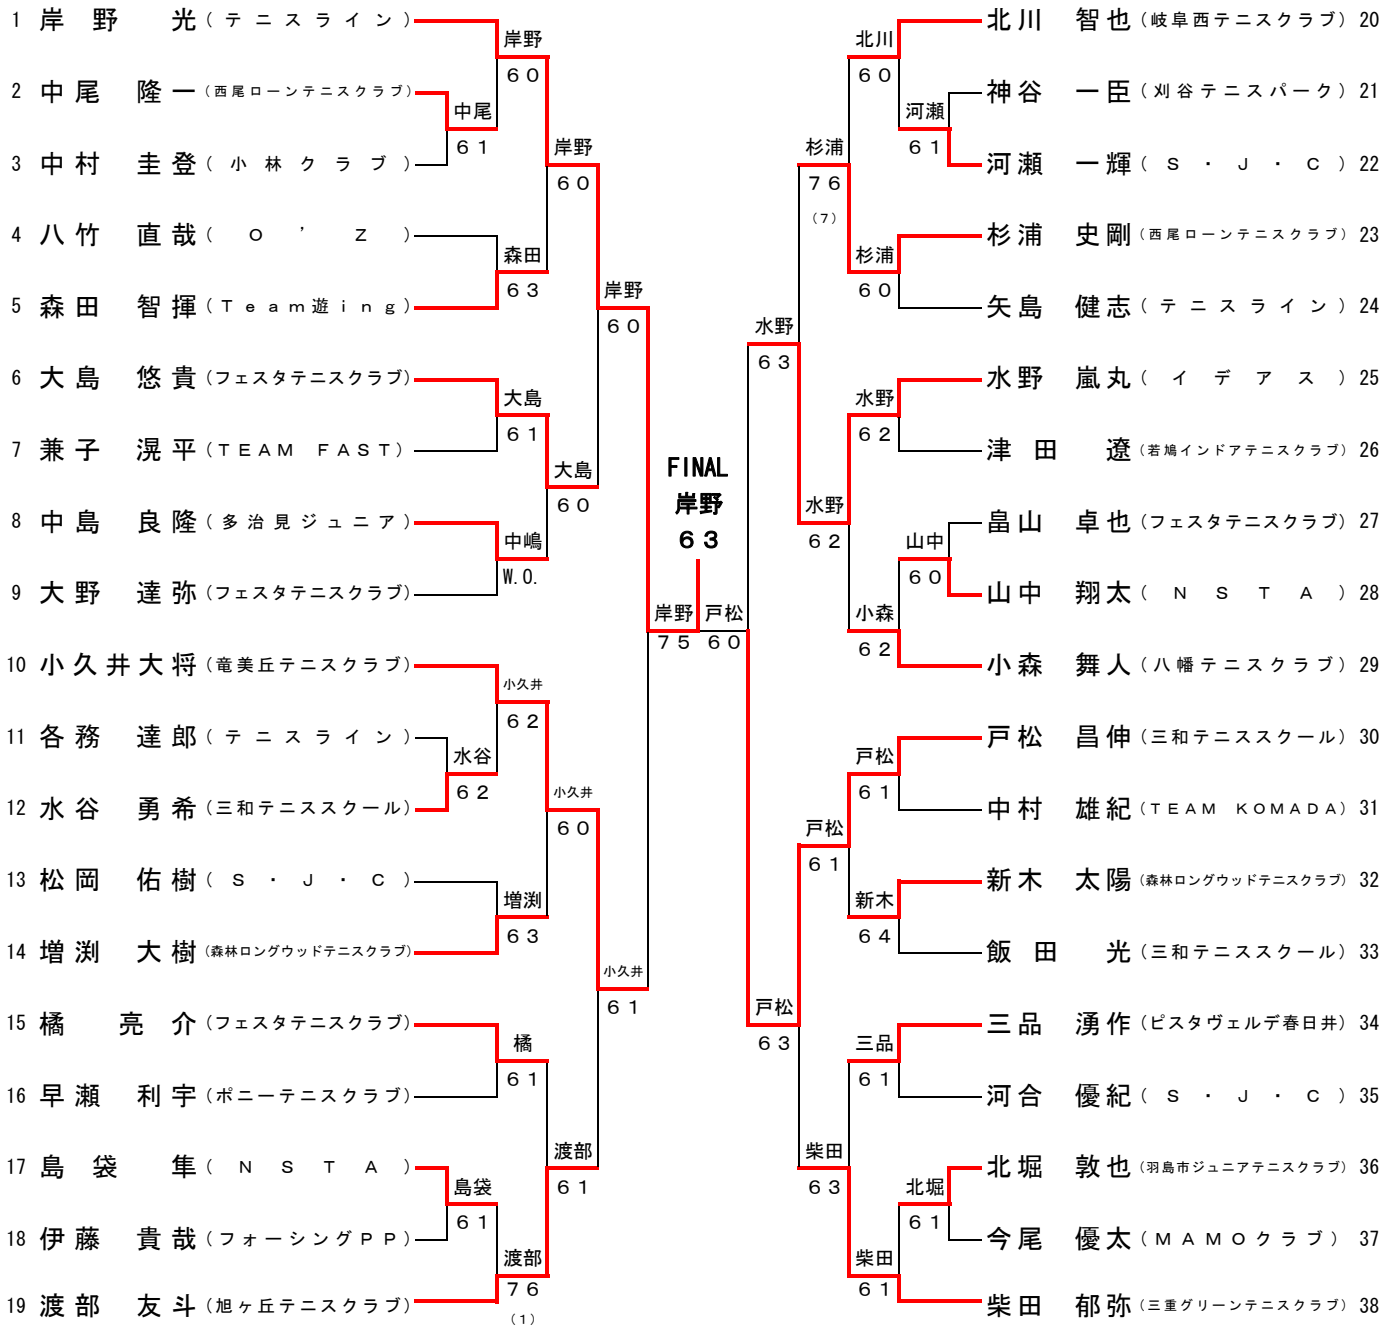 1 岸野 光 (テニスライン)
2 中尾 隆一 (西尾ローンテニスクラブ)
3 中村 圭登 (小林クラブ)
4 八竹 直哉 (O'Z)
5 森田 智揮 (Team遊ing)
6 大島 悠貴 (フェスタテニスクラブ)
7 兼子 滉平 (TEAM FAST)
8 中島 良隆 (多治見ジュニア)
9 大野 達弥 (フェスタテニスクラブ)
10 小久井大将 (竜美丘テニスクラブ)
11 各務 達郎 (テニスライン)
12 水谷 勇希 (三和テニススクール)
13 松岡 佑樹 (S・J・C)
14 増渕 大樹 (森林ロングウッドテニスクラブ)
15 橘 亮介 (フェスタテニスクラブ)
16 早瀬 利宇 (ポニーテニスクラブ)
17 島袋 隼 (NSTA)
18 伊藤 貴哉 (フォーシングPP)
19 渡部 友斗 (旭ヶ丘テニスクラブ)
中尾
61
水谷
62
島袋
61
岸野
60
森田
63
大島
61
中嶋
W.O.
小久井
62
増渕
63
橘
61
渡部
76
(1)
岸野
60
大島
60
小久井
60
渡部
61
岸野
60
小久井
61
岸野
75
FINAL
岸野
63
戸松
60
水野
63
戸松
63
杉浦
76
(7)
水野
62
戸松
61
柴田
63
北川
60
杉浦
60
水野
62
小森
62
戸松
61
新木
64
三品
61
柴田
61
河瀬
61
山中
60
北堀
61
北川 智也 (岐阜西テニスクラブ) 20
神谷 一臣 (刈谷テニスパーク) 21
河瀬 一輝 (S・J・C) 22
杉浦 史剛 (西尾ローンテニスクラブ) 23
矢島 健志 (テニスライン) 24
水野 嵐丸 (イデアス) 25
津田 遼 (若鳩インドアテニスクラブ) 26
畠山 卓也 (フェスタテニスクラブ) 27
山中 翔太 (NSTA) 28
小森 舞人 (八幡テニスクラブ) 29
戸松 昌伸 (三和テニススクール) 30
中村 雄紀 (TEAM KOMADA) 31
新木 太陽 (森林ロングウッドテニスクラブ) 32
飯田 光 (三和テニススクール) 33
三品 湧作 (ピスタヴェルデ春日井) 34
河合 優紀 (S・J・C) 35
北堀 敦也 (羽島市ジュニアテニスクラブ) 36
今尾 優太 (MAMOクラブ) 37
柴田 郁弥 (三重グリーンテニスクラブ) 38